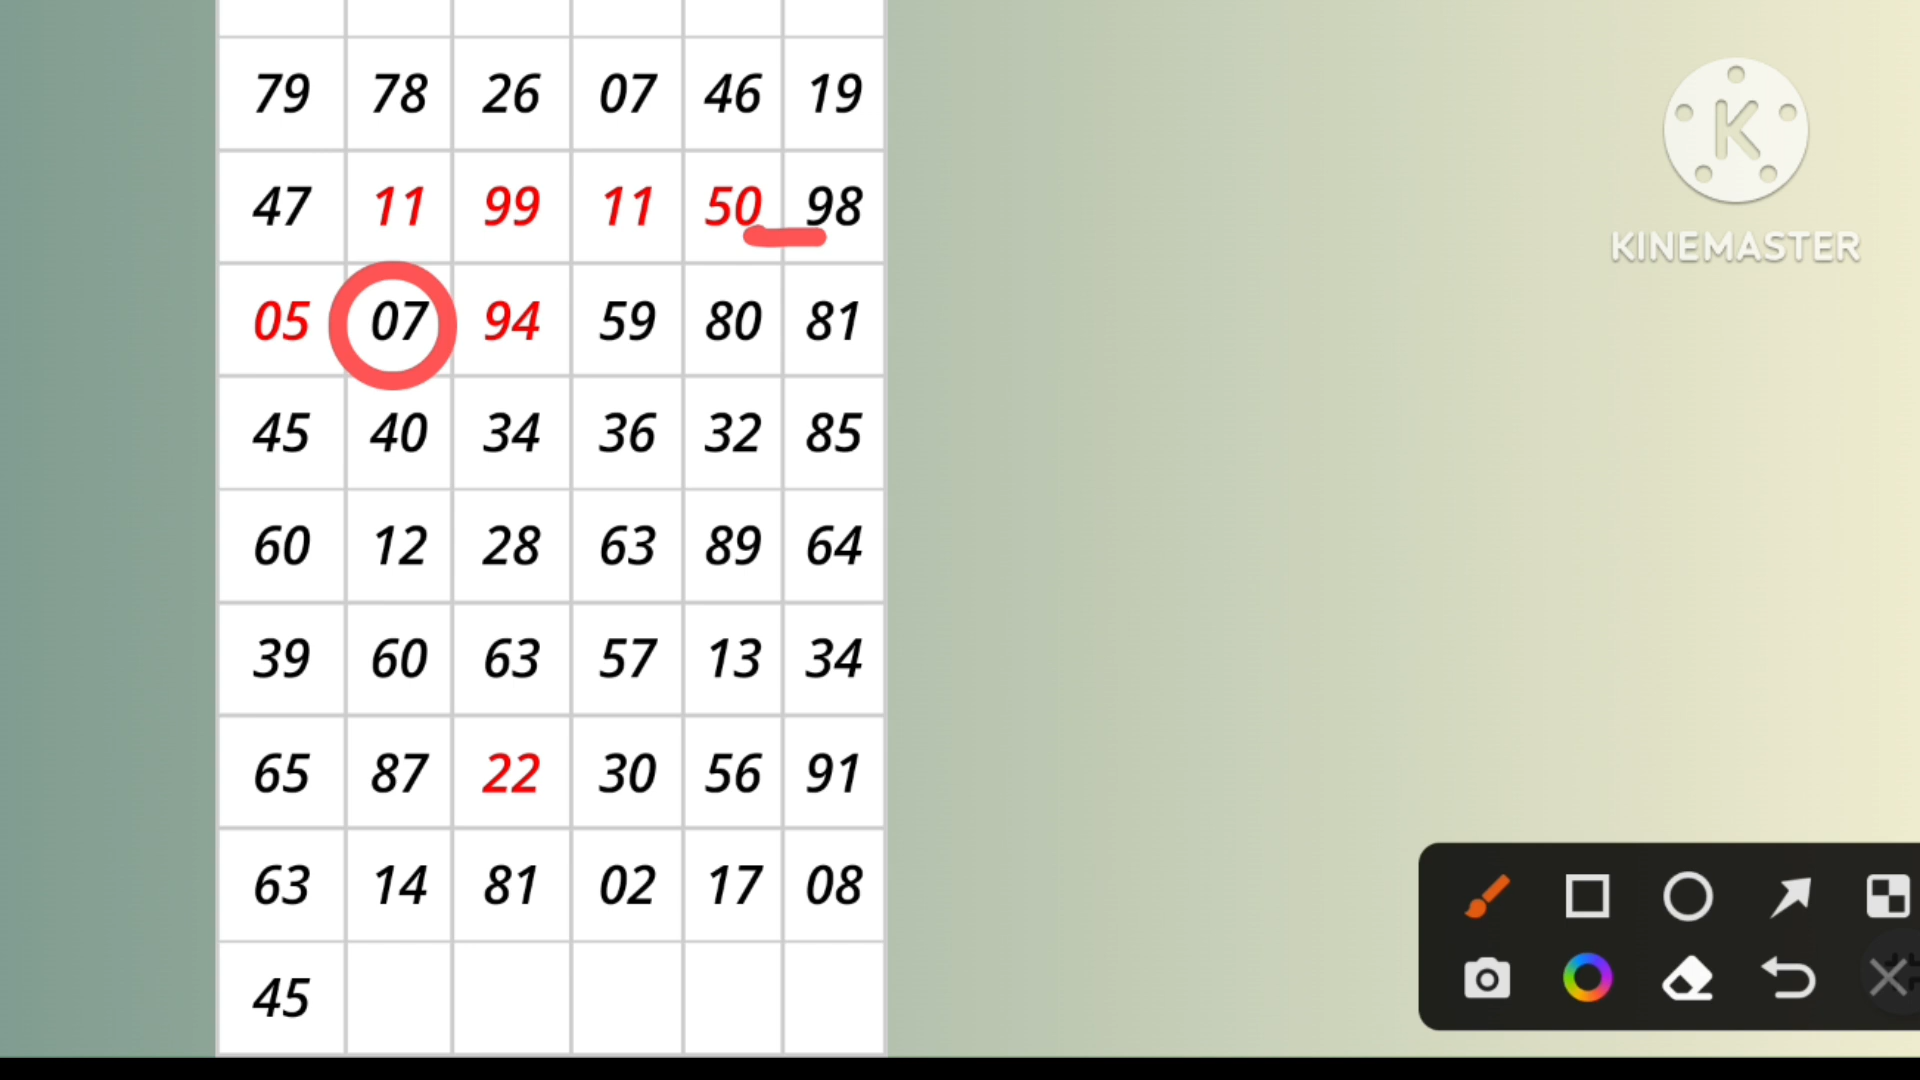 79 78 26 07 46 19
47 11 99 11 50 98
05 07 94 59 80 81
45 40 34 36 32 85
60 12 28 63 89 64
39 60 63 57 13 34
65 87 22 30 56 91
63 14 81 02 17 08
45
K
KINEMASTER